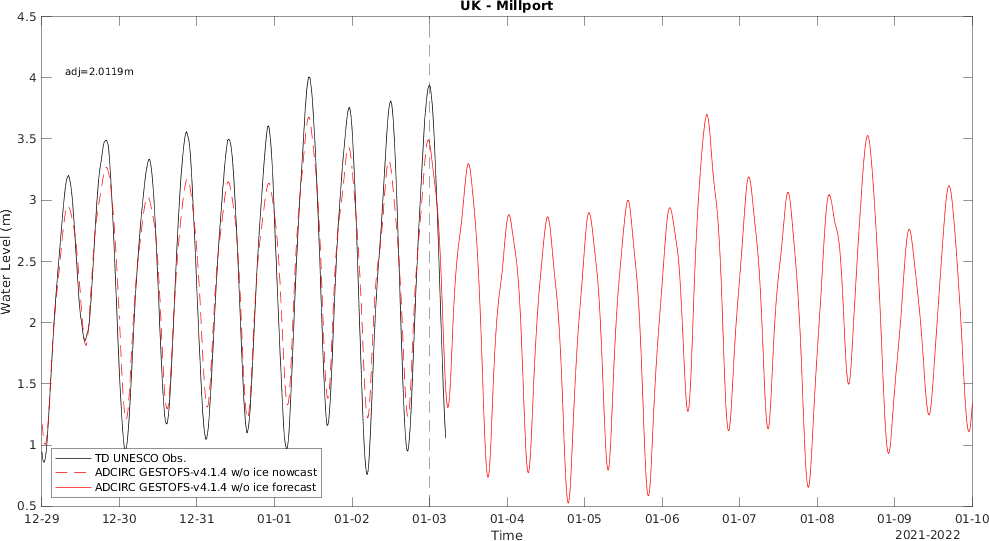 UK - Millport
4.5
4
3.5
3
2.5
2
1.5
1
0.5
Water Level (m)
adj=2.0119m
TD UNESCO Obs.
ADCIRC GESTOFS-v4.1.4 w/o ice nowcast
ADCIRC GESTOFS-v4.1.4 w/o ice forecast
12-29 12-30 12-31 01-01 01-02 01-03 01-04 01-05 01-06 01-07 01-08 01-09 01-10
Time
2021-2022